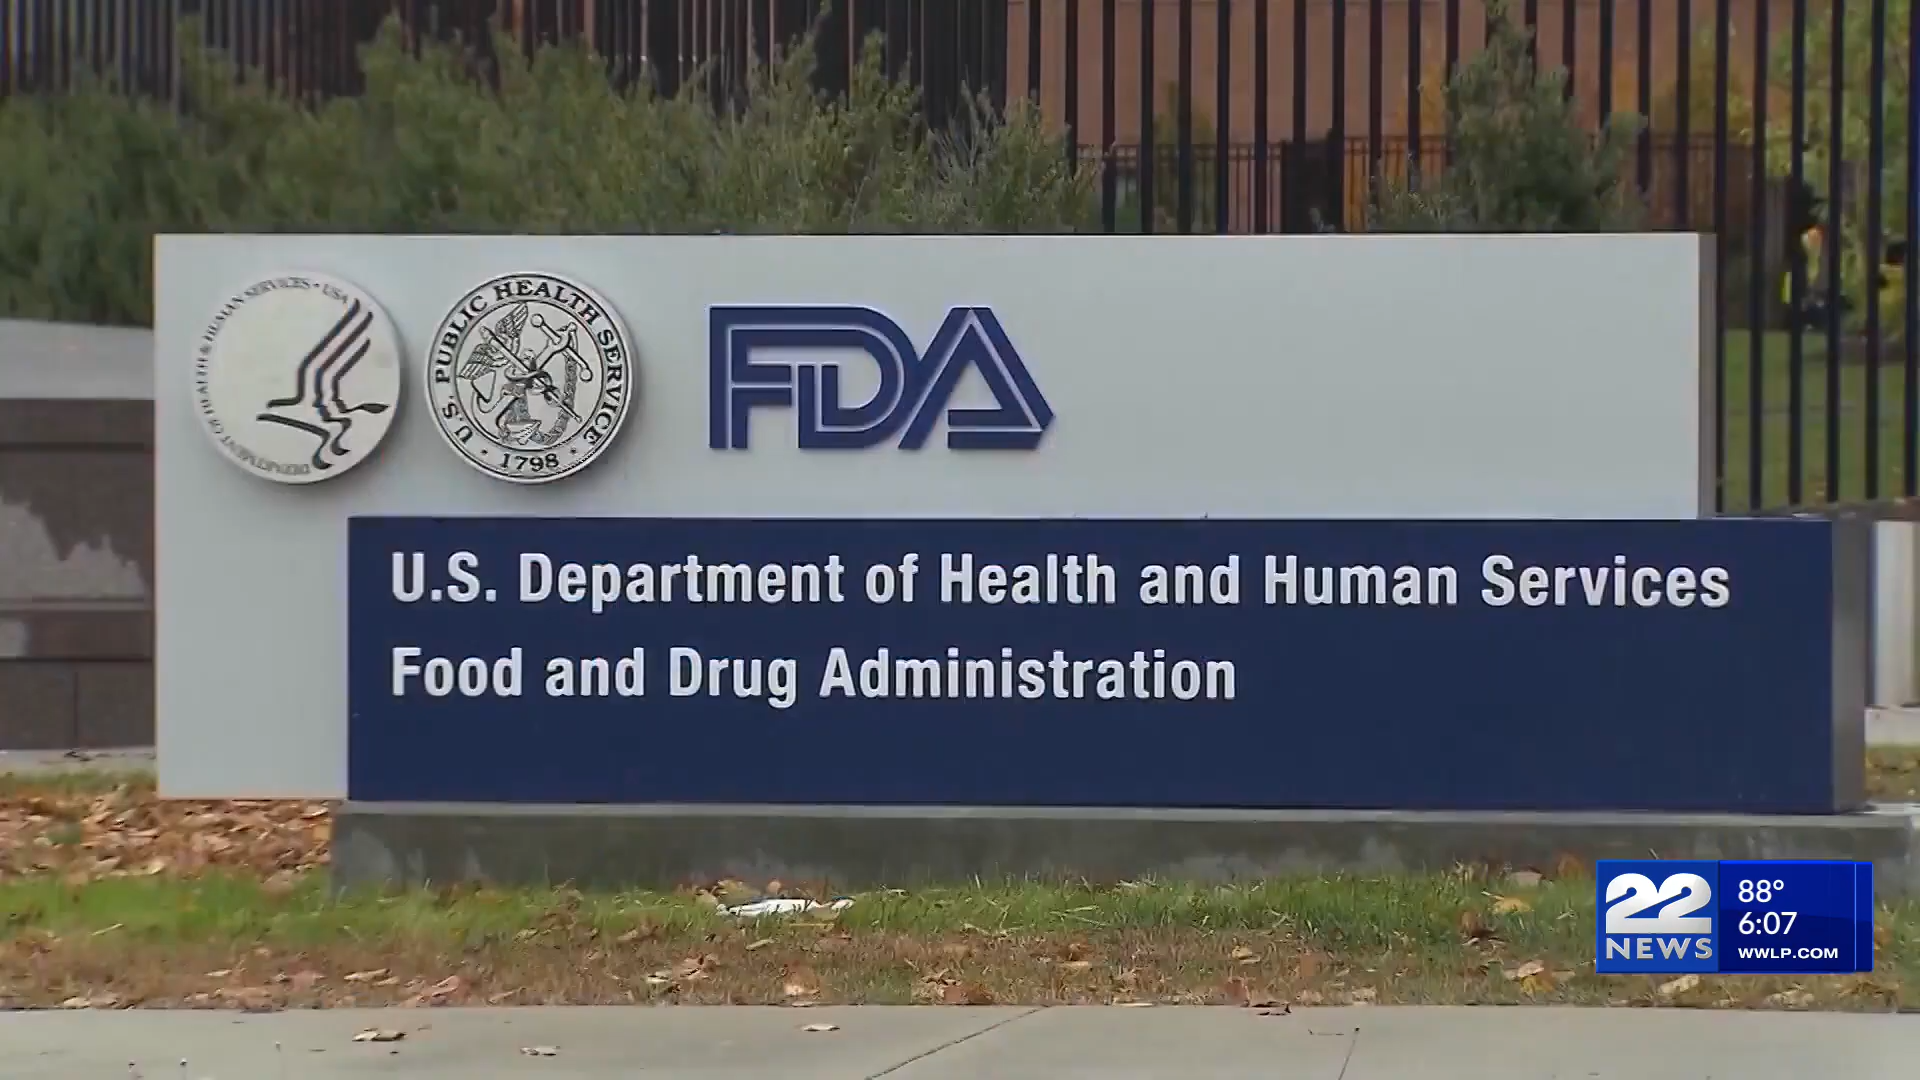 DEPARTMENT OF HEALTH & HUMAN SERVICES • USA
U.S. PUBLIC HEALTH SERVICE
• 1798 •
FDA
U.S. Department of Health and Human Services
Food and Drug Administration
22 NEWS
88°
6:07
WWLP.COM